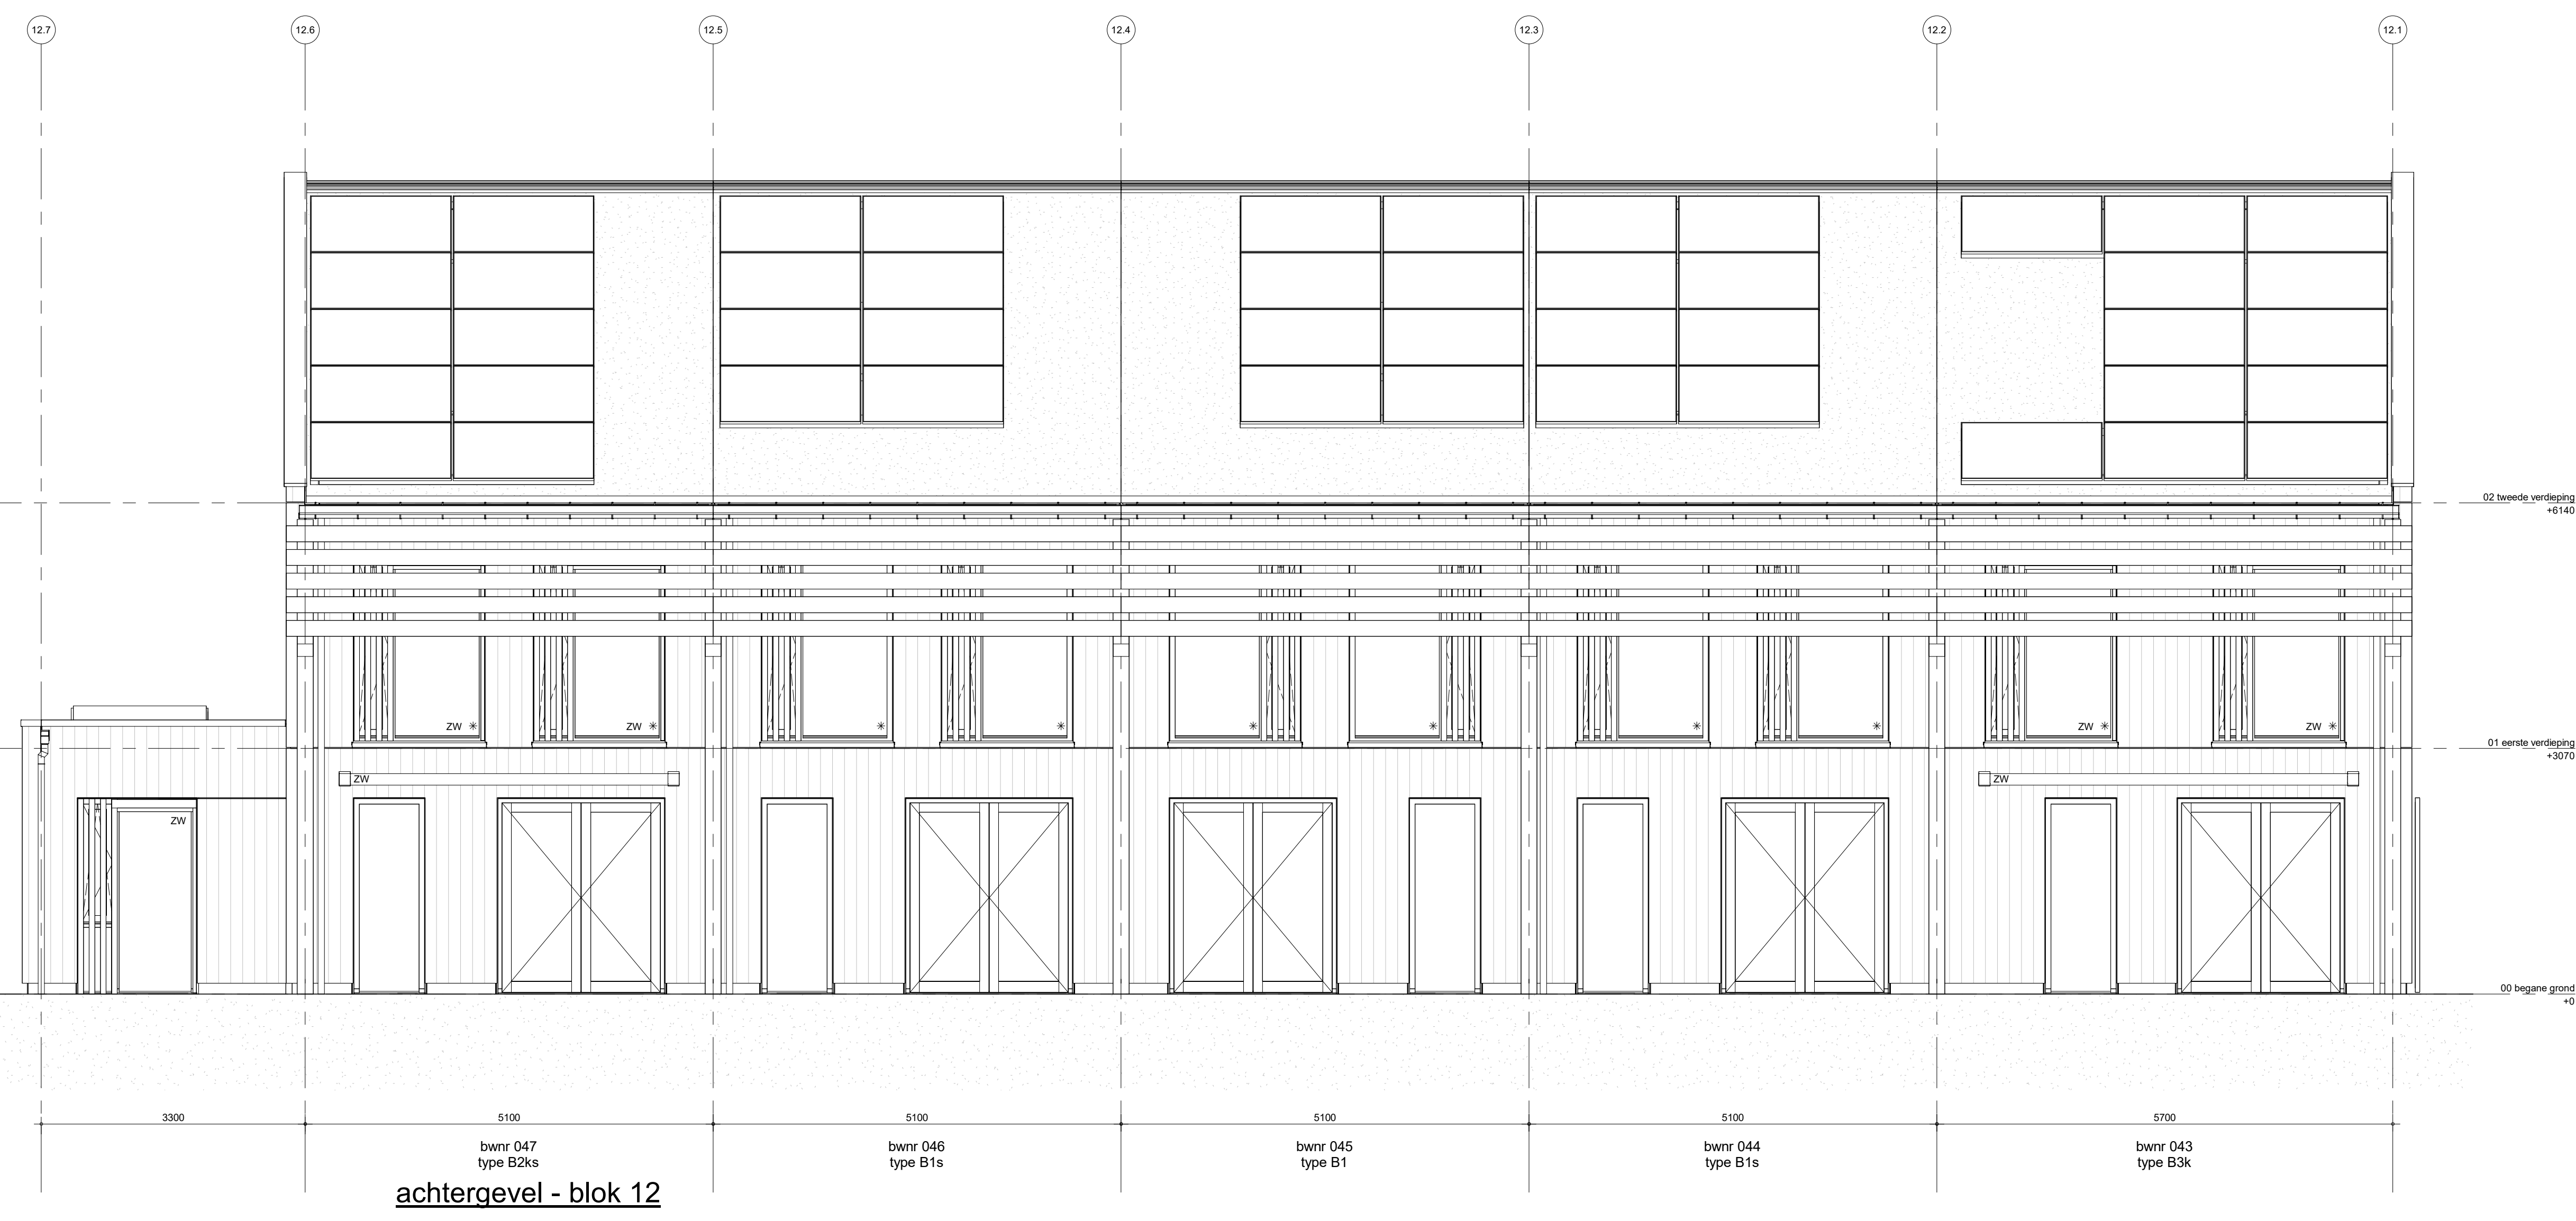 12.7
12.6
12.5
12.4
12.3
12.2
12.1
02 tweede verdieping
+6140
ZW *
ZW *
*
*
*
*
*
*
ZW *
ZW *
01 eerste verdieping
+3070
ZW
ZW
ZW
00 begane grond
+0
3300
5100
5100
5100
5100
5700
bwnr 047
type B2ks
bwnr 046
type B1s
bwnr 045
type B1
bwnr 044
type B1s
bwnr 043
type B3k
achtergevel - blok 12